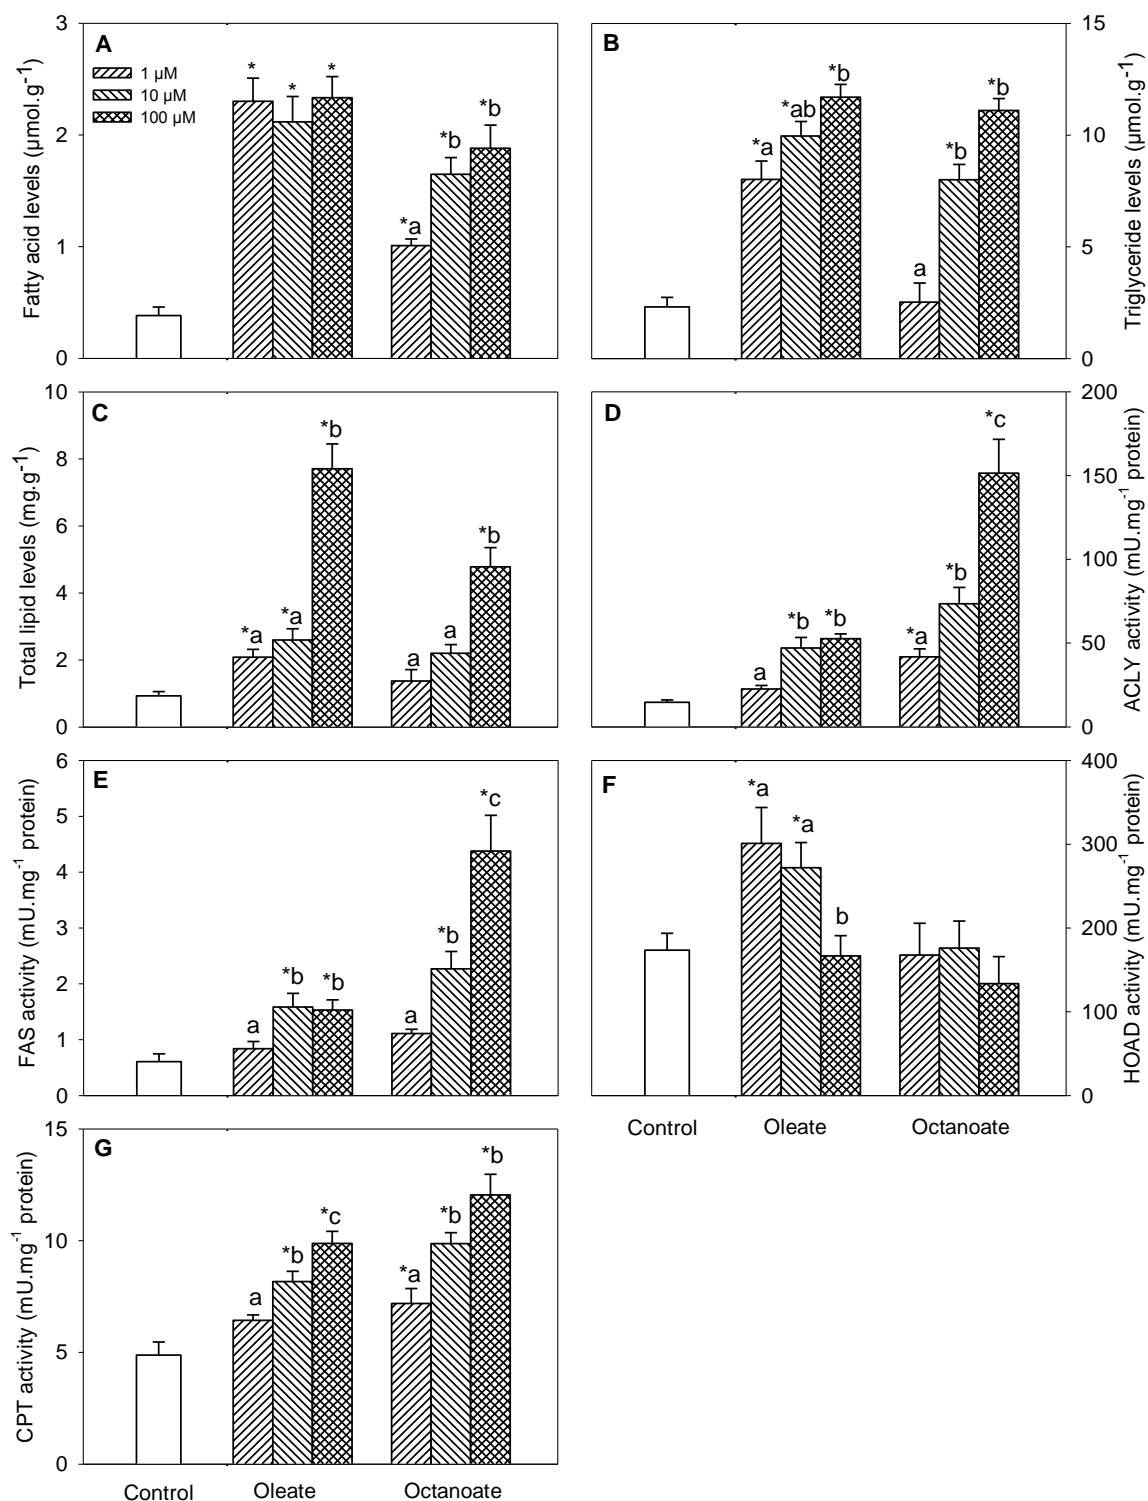 A
1 µM
10 µM
100 µM
Fatty acid levels (µmol.g-1)
3
2
1
0
*
*
*
*a
*b
*b
B
Triglyceride levels (µmol.g-1)
15
10
5
0
*a
*ab
*b
a
*b
*b
C
Total lipid levels (mg.g-1)
10
8
6
4
2
0
*a
*a
*b
a
a
*b
D
ACLY activity (mU.mg-1 protein)
200
150
100
50
0
a
*b
*b
*a
*b
*c
E
FAS activity (mU.mg-1 protein)
6
5
4
3
2
1
0
a
*b
*b
a
*b
*c
F
HOAD activity (mU.mg-1 protein)
400
300
200
100
0
*a
*a
b
Control Oleate Octanoate
G
CPT activity (mU.mg-1 protein)
15
10
5
0
a
*b
*c
*a
*b
*b
Control Oleate Octanoate